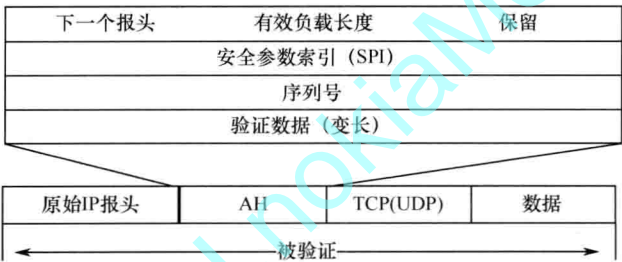 下一个报头 有效负载长度 保留
安全参数索引（SPI）
序列号
验证数据（变长）
原始IP报头 AH TCP(UDP) 数据
被验证